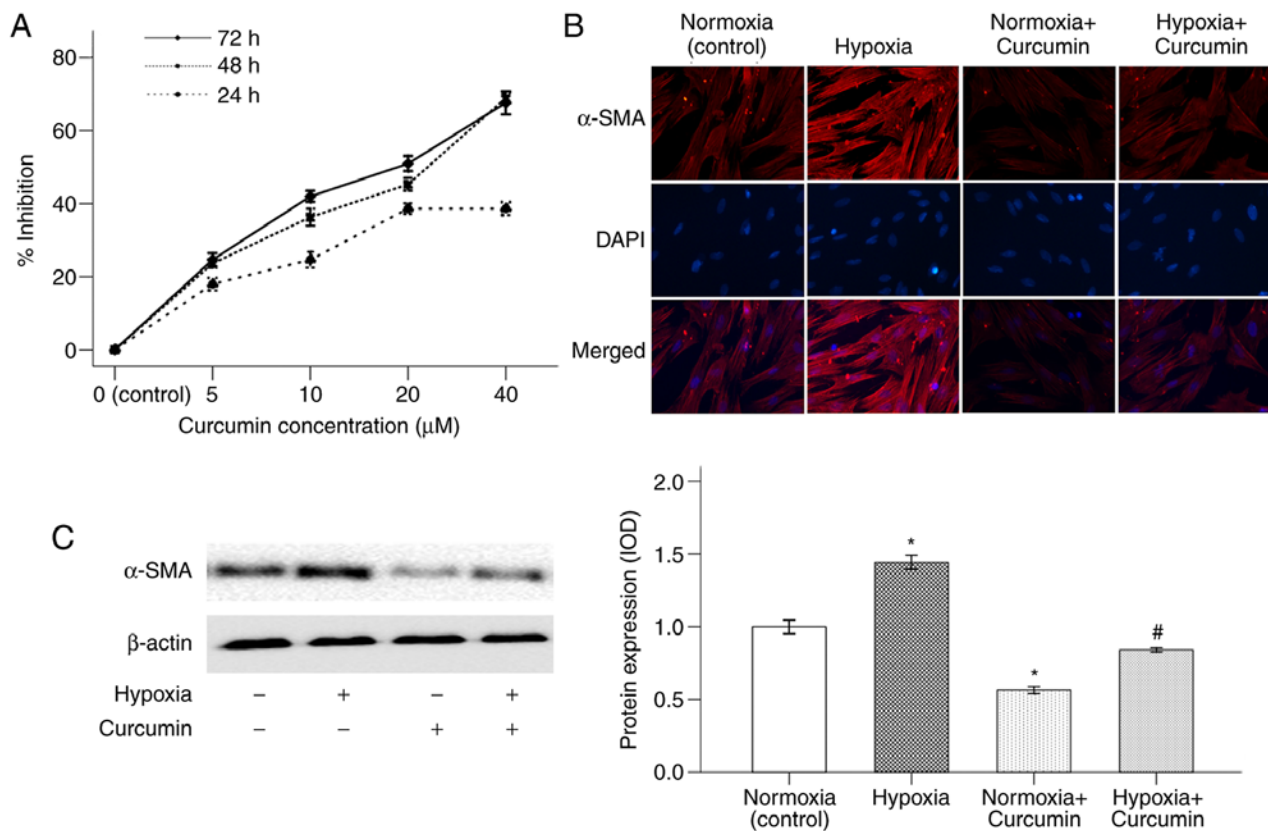 A
72 h
48 h
24 h
80
60
40
20
0
% Inhibition
0 (control)
5
10
20
40
Curcumin concentration (μM)
B
Normoxia
(control)
Hypoxia
Normoxia+
Curcumin
Hypoxia+
Curcumin
α-SMA
DAPI
Merged
C
α-SMA
β-actin
Hypoxia
– + – +
Curcumin
– – + +
Protein expression (IOD)
2.0
1.5
1.0
0.5
0.0
*
*
#
Normoxia
(control)
Hypoxia
Normoxia+
Curcumin
Hypoxia+
Curcumin